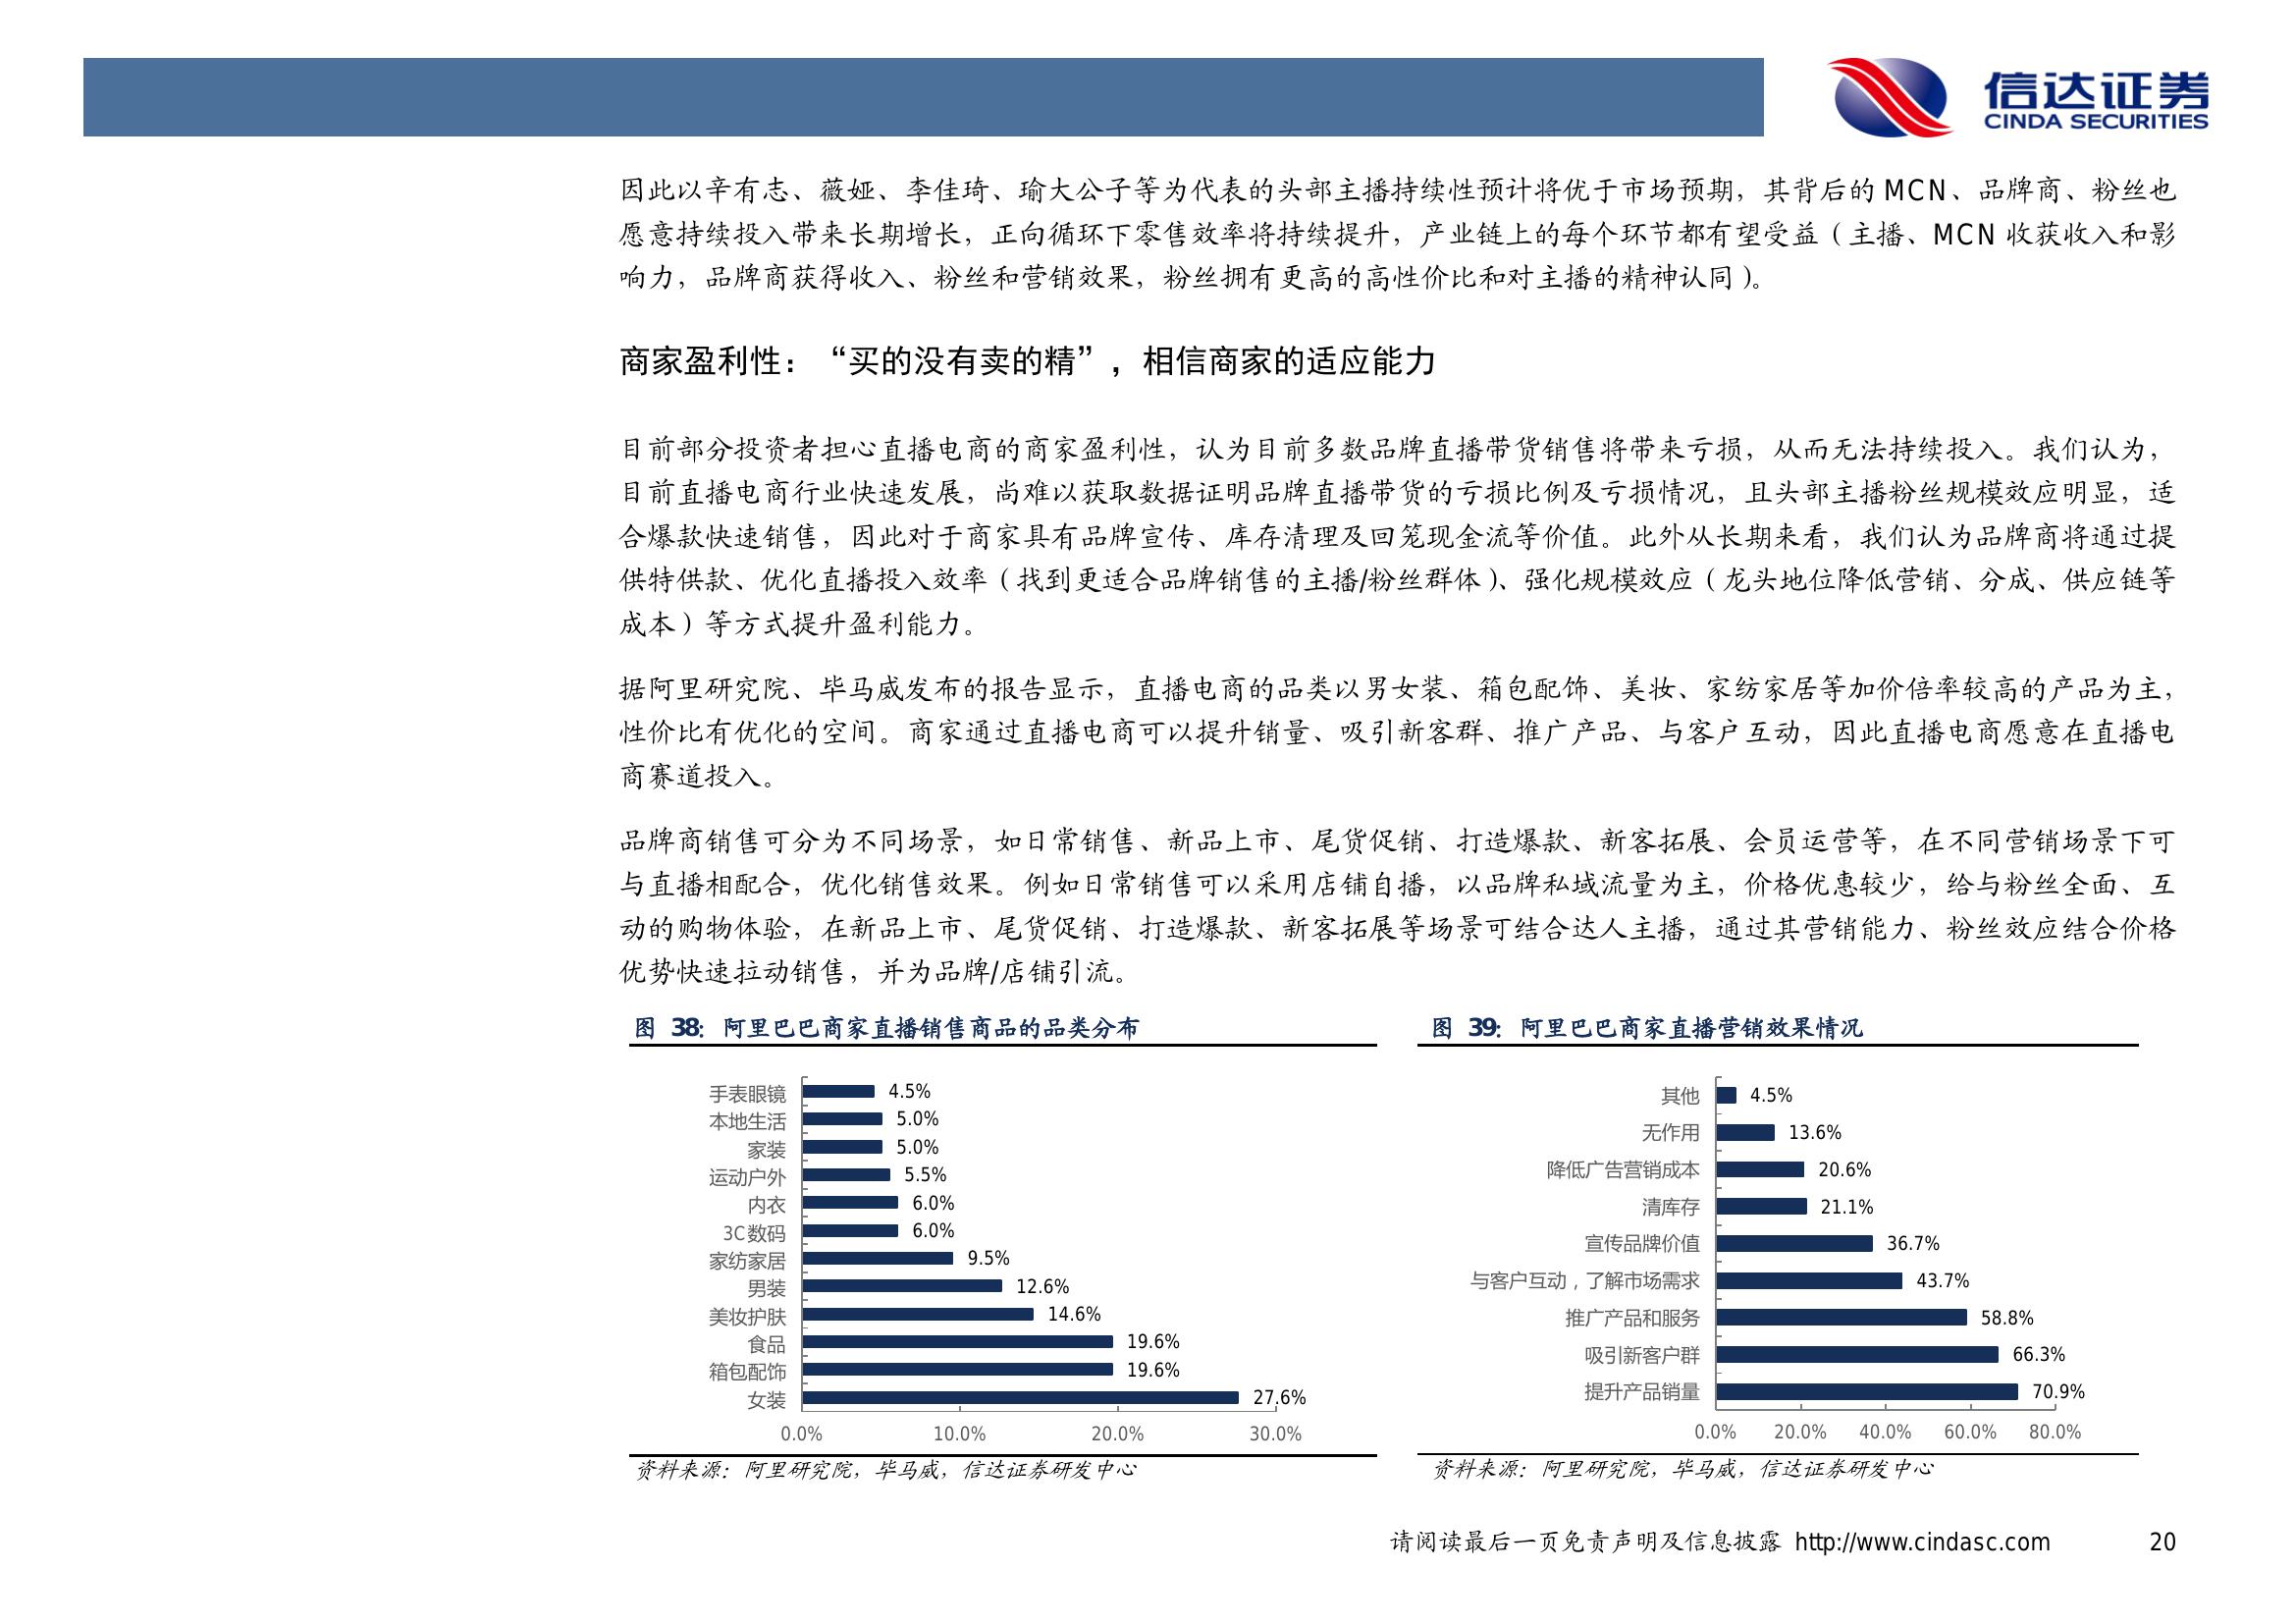 信达证券
CINDA SECURITIES
因此以辛有志、薇娅、李佳琦、瑜大公子等为代表的头部主播持续性预计将优于市场预期，其背后的 MCN、品牌商、粉丝也
愿意持续投入带来长期增长，正向循环下零售效率将持续提升，产业链上的每个环节都有望受益（主播、MCN 收获收入和影
响力，品牌商获得收入、粉丝和营销效果，粉丝拥有更高的高性价比和对主播的精神认同）。
商家盈利性：“买的没有卖的精”，相信商家的适应能力
目前部分投资者担心直播电商的商家盈利性，认为目前多数品牌直播带货销售将带来亏损，从而无法持续投入。我们认为，
目前直播电商行业快速发展，尚难以获取数据证明品牌直播带货的亏损比例及亏损情况，且头部主播粉丝规模效应明显，适
合爆款快速销售，因此对于商家具有品牌宣传、库存清理及回笼现金流等价值。此外从长期来看，我们认为品牌商将通过提
供特供款、优化直播投入效率（找到更适合品牌销售的主播/粉丝群体）、强化规模效应（龙头地位降低营销、分成、供应链等
成本）等方式提升盈利能力。
据阿里研究院、毕马威发布的报告显示，直播电商的品类以男女装、箱包配饰、美妆、家纺家居等加价倍率较高的产品为主，
性价比有优化的空间。商家通过直播电商可以提升销量、吸引新客群、推广产品、与客户互动，因此直播电商愿意在直播电
商赛道投入。
品牌商销售可分为不同场景，如日常销售、新品上市、尾货促销、打造爆款、新客拓展、会员运营等，在不同营销场景下可
与直播相配合，优化销售效果。例如日常销售可以采用店铺自播，以品牌私域流量为主，价格优惠较少，给与粉丝全面、互
动的购物体验，在新品上市、尾货促销、打造爆款、新客拓展等场景可结合达人主播，通过其营销能力、粉丝效应结合价格
优势快速拉动销售，并为品牌/店铺引流。
图 38：阿里巴巴商家直播销售商品的品类分布
手表眼镜 4.5%
本地生活 5.0%
家装 5.0%
运动户外 5.5%
内衣 6.0%
3C数码 6.0%
家纺家居 9.5%
男装 12.6%
美妆护肤 14.6%
食品 19.6%
箱包配饰 19.6%
女装 27.6%
0.0% 10.0% 20.0% 30.0%
资料来源：阿里研究院，毕马威，信达证券研发中心
图 39：阿里巴巴商家直播营销效果情况
其他 4.5%
无作用 13.6%
降低广告营销成本 20.6%
清库存 21.1%
宣传品牌价值 36.7%
与客户互动，了解市场需求 43.7%
推广产品和服务 58.8%
吸引新客户群 66.3%
提升产品销量 70.9%
0.0% 20.0% 40.0% 60.0% 80.0%
资料来源：阿里研究院，毕马威，信达证券研发中心
请阅读最后一页免责声明及信息披露 http://www.cindasc.com 20